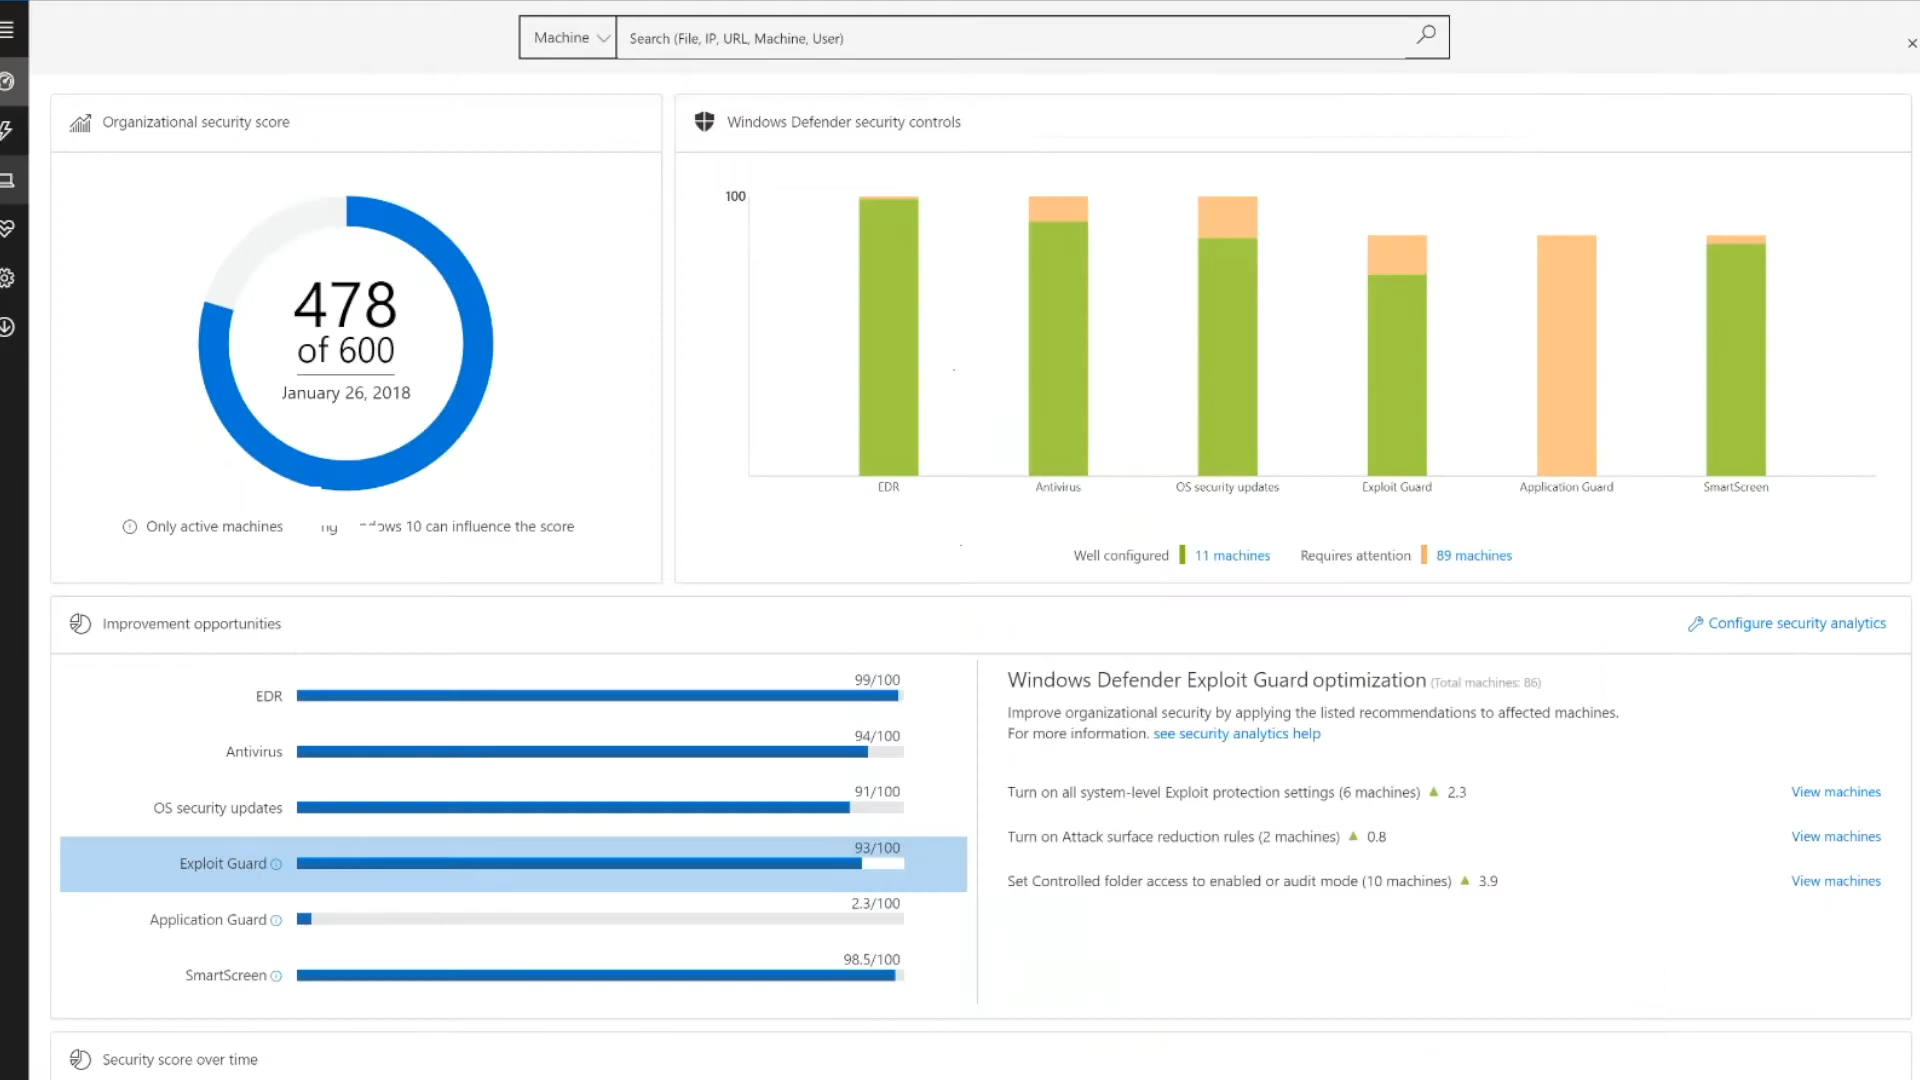 Machine
Search (File, IP, URL, Machine, User)
Organizational security score
478
of 600
January 26, 2018
Only active machines 10 can influence the score
Windows Defender security controls
100
EDR Antivirus OS security updates Exploit Guard Application Guard SmartScreen
Well configured 11 machines Requires attention 89 machines
Improvement opportunities
Configure security analytics
EDR 99/100
Antivirus 94/100
OS security updates 91/100
Exploit Guard 93/100
Application Guard 2.3/100
SmartScreen 98.5/100
Windows Defender Exploit Guard optimization (Total machines: 86)
Improve organizational security by applying the listed recommendations to affected machines.
For more information. see security analytics help
Turn on all system-level Exploit protection settings (6 machines) 2.3 View machines
Turn on Attack surface reduction rules (2 machines) 0.8 View machines
Set Controlled folder access to enabled or audit mode (10 machines) 3.9 View machines
Security score over time